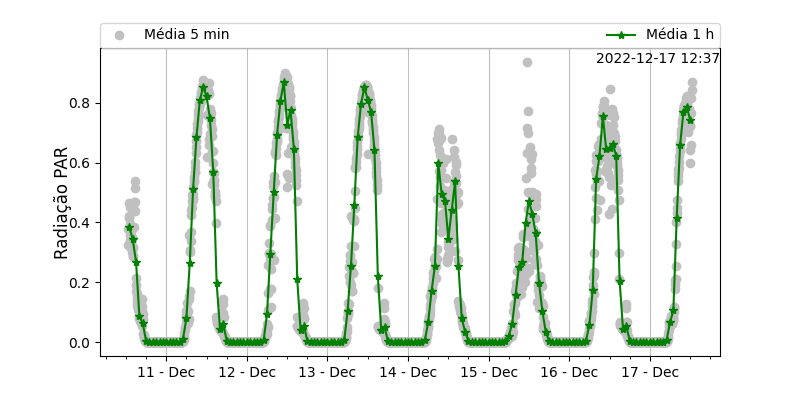 Média 5 min
Média 1 h
2022-12-17 12:37
Radiação PAR
0.8
0.6
0.4
0.2
0.0
11 - Dec
12 - Dec
13 - Dec
14 - Dec
15 - Dec
16 - Dec
17 - Dec